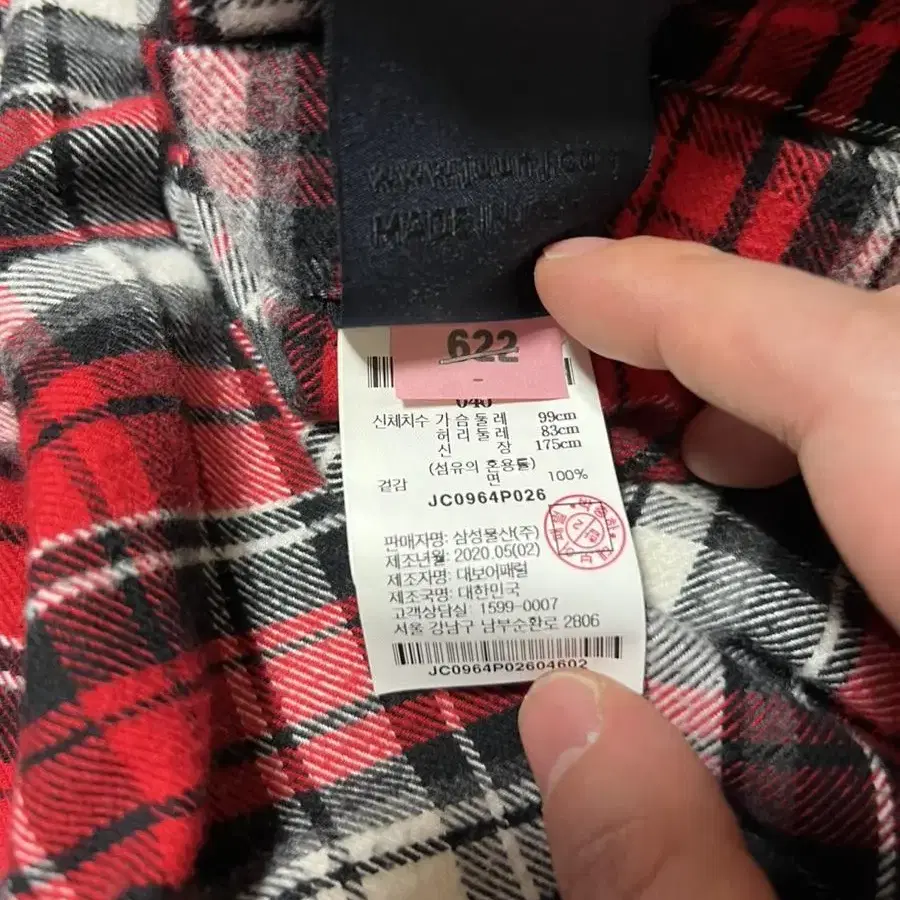 MADE IN
622
-
040
신체치수 가슴둘레 99cm
허리둘레 83cm
신 장 175cm
(섬유의 혼용률)
겉감 면 100%
JC0964P026
판매자명: 삼성물산(주)
제조년월: 2020.05(02)
제조자명: 대보어패럴
제조국명: 대한민국
고객상담실: 1599-0007
서울 강남구 남부순환로 2806
JC0964P02604602